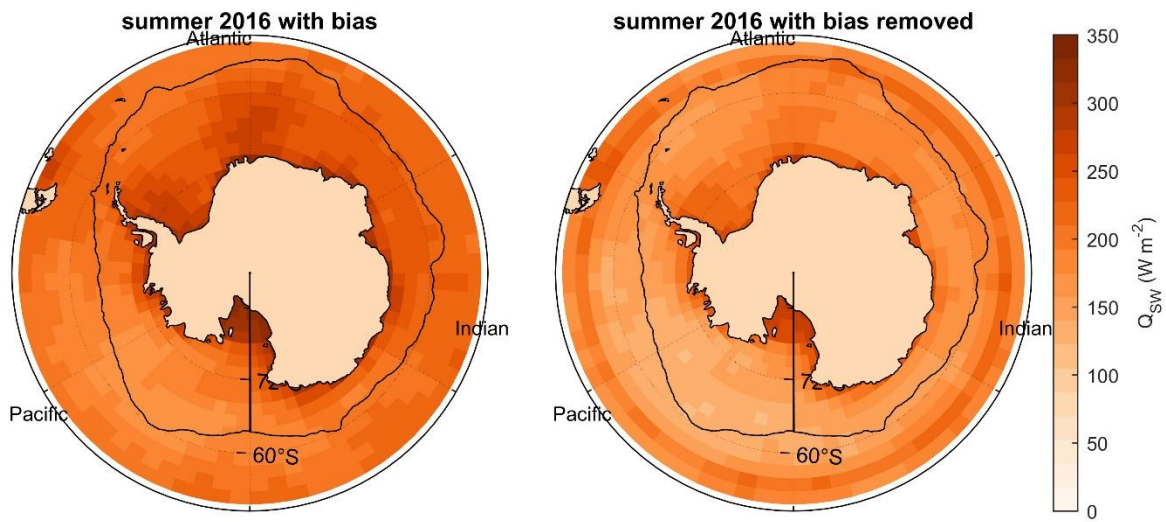 summer 2016 with bias
summer 2016 with bias removed
Atlantic
Atlantic
Indian
Indian
Pacific
Pacific
72
72
60°S
60°S
350
300
250
200
150
100
50
0
Q_SW (W m⁻²)